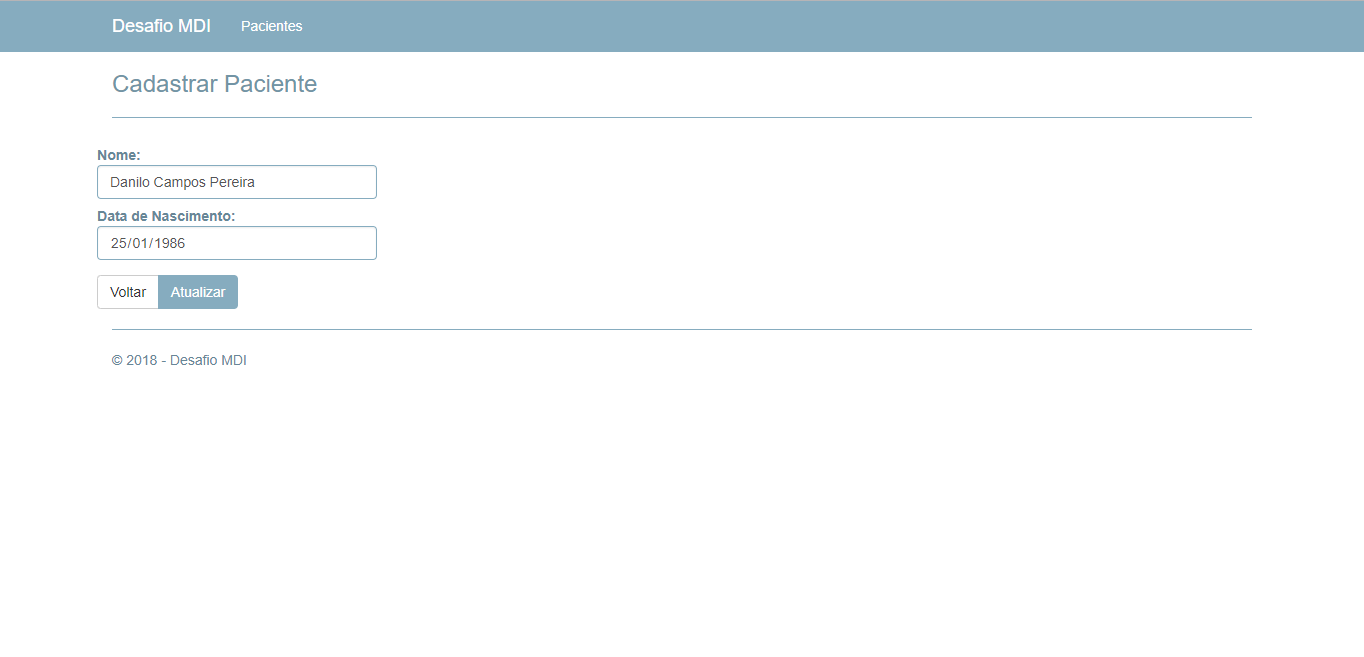 Desafio MDI Pacientes
Cadastrar Paciente
Nome:
Danilo Campos Pereira
Data de Nascimento:
25/01/1986
Voltar Atualizar
© 2018 - Desafio MDI